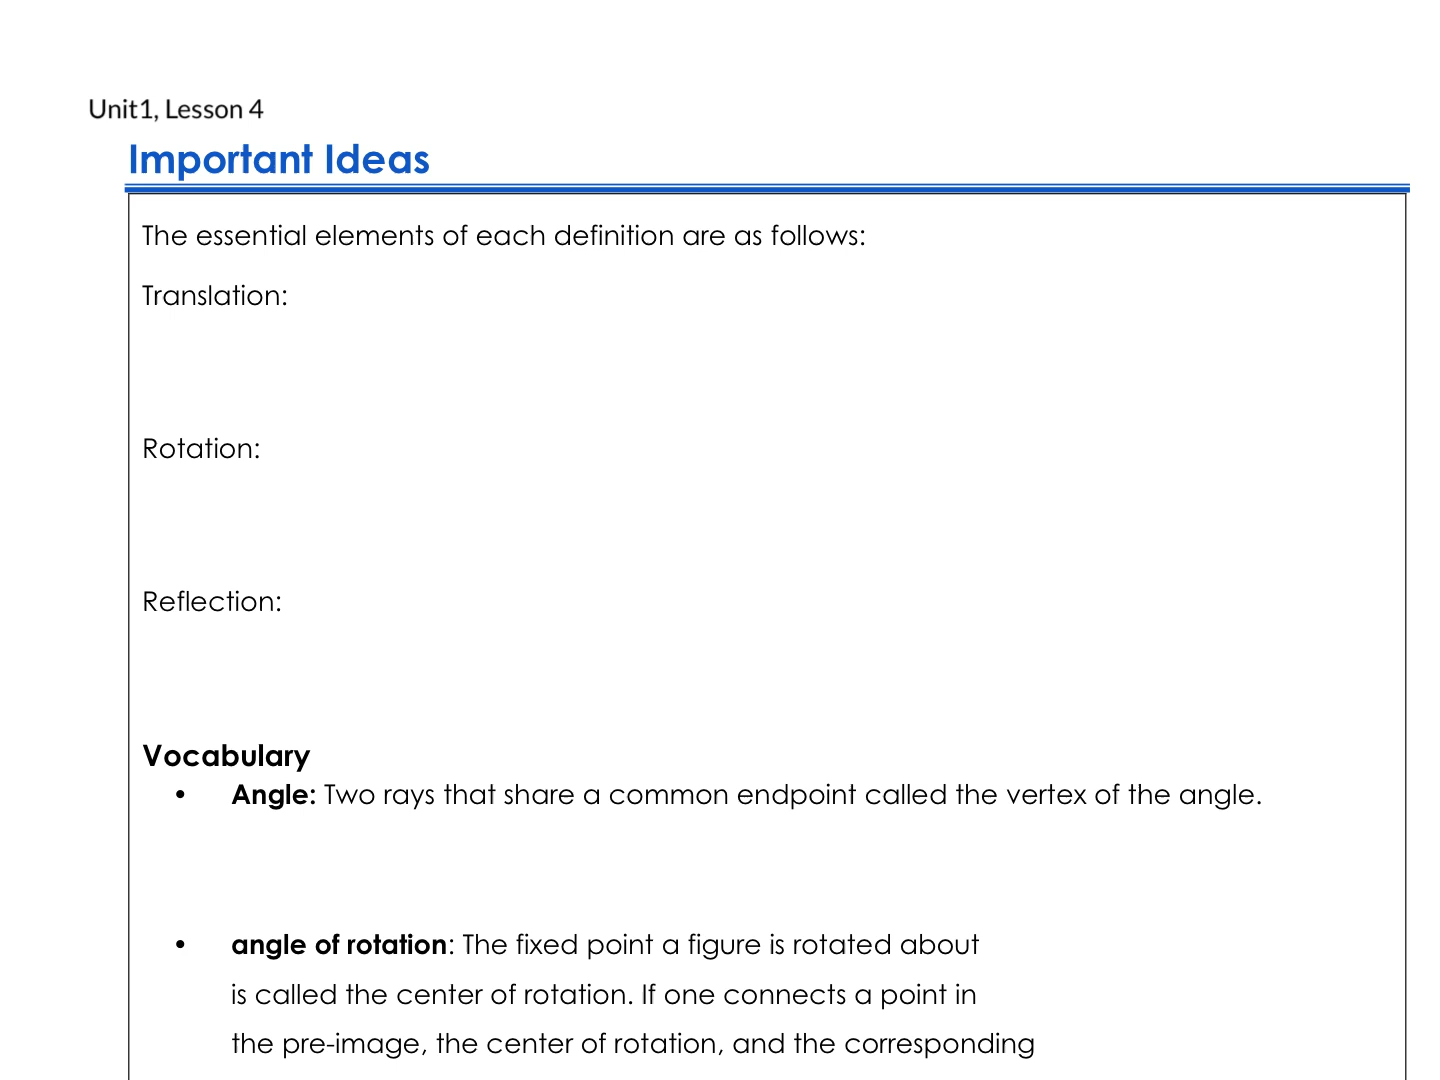 Unit1, Lesson 4
Important Ideas
The essential elements of each definition are as follows:
Translation:
Rotation:
Reflection:
Vocabulary
• Angle: Two rays that share a common endpoint called the vertex of the angle.
• angle of rotation: The fixed point a figure is rotated about
is called the center of rotation. If one connects a point in
the pre-image, the center of rotation, and the corresponding